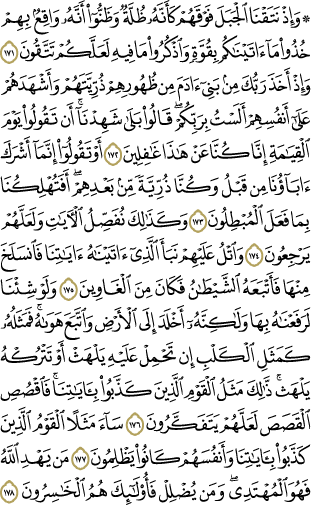 ۞ وَإِذْ نَتَقْنَا ٱلْجَبَلَ فَوْقَهُمْ كَأَنَّهُۥ ظُلَّةٌ وَظَنُّوٓا۟ أَنَّهُۥ وَاقِعٌۢ بِهِمْ
خُذُوا۟ مَآ ءَاتَيْنَٰكُم بِقُوَّةٍ وَٱذْكُرُوا۟ مَا فِيهِ لَعَلَّكُمْ تَتَّقُونَ ١٧١
وَإِذْ أَخَذَ رَبُّكَ مِنۢ بَنِىٓ ءَادَمَ مِن ظُهُورِهِمْ ذُرِّيَّتَهُمْ وَأَشْهَدَهُمْ
عَلَىٰٓ أَنفُسِهِمْ أَلَسْتُ بِرَبِّكُمْ ۖ قَالُوا۟ بَلَىٰ شَهِدْنَآ ۛ أَن تَقُولُوا۟ يَوْمَ
ٱلْقِيَٰمَةِ إِنَّا كُنَّا عَنْ هَٰذَا غَٰفِلِينَ ١٧٢ أَوْ تَقُولُوٓا۟ إِنَّمَآ أَشْرَكَ
ءَابَآؤُنَا مِن قَبْلُ وَكُنَّا ذُرِّيَّةً مِّنۢ بَعْدِهِمْ ۖ أَفَتُهْلِكُنَا
بِمَا فَعَلَ ٱلْمُبْطِلُونَ ١٧٣ وَكَذَٰلِكَ نُفَصِّلُ ٱلْءَايَٰتِ وَلَعَلَّهُمْ
يَرْجِعُونَ ١٧٤ وَٱتْلُ عَلَيْهِمْ نَبَأَ ٱلَّذِىٓ ءَاتَيْنَٰهُ ءَايَٰتِنَا فَٱنسَلَخَ
مِنْهَا فَأَتْبَعَهُ ٱلشَّيْطَٰنُ فَكَانَ مِنَ ٱلْغَاوِينَ ١٧٥ وَلَوْ شِئْنَا
لَرَفَعْنَٰهُ بِهَا وَلَٰكِنَّهُۥٓ أَخْلَدَ إِلَى ٱلْأَرْضِ وَٱتَّبَعَ هَوَىٰهُ ۚ فَمَثَلُهُۥ
كَمَثَلِ ٱلْكَلْبِ إِن تَحْمِلْ عَلَيْهِ يَلْهَثْ أَوْ تَتْرُكْهُ
يَلْهَث ۚ ذَّٰلِكَ مَثَلُ ٱلْقَوْمِ ٱلَّذِينَ كَذَّبُوا۟ بِـَٔايَٰتِنَا ۚ فَٱقْصُصِ
ٱلْقَصَصَ لَعَلَّهُمْ يَتَفَكَّرُونَ ١٧٦ سَآءَ مَثَلًا ٱلْقَوْمُ ٱلَّذِينَ
كَذَّبُوا۟ بِـَٔايَٰتِنَا وَأَنفُسَهُمْ كَانُوا۟ يَظْلِمُونَ ١٧٧ مَن يَهْدِ ٱللَّهُ
فَهُوَ ٱلْمُهْتَدِى ۖ وَمَن يُضْلِلْ فَأُو۟لَٰٓئِكَ هُمُ ٱلْخَٰسِرُونَ ١٧٨